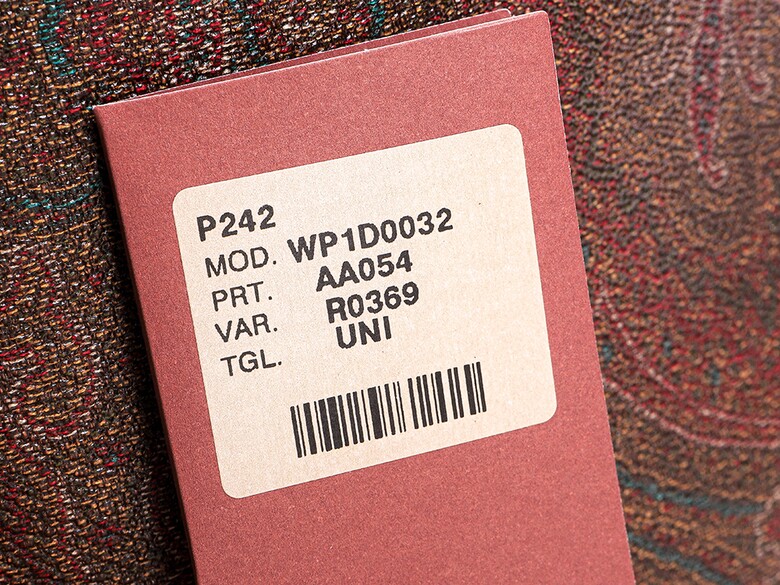 P242
MOD. WP1D0032
PRT. AA054
VAR. R0369
TGL. UNI